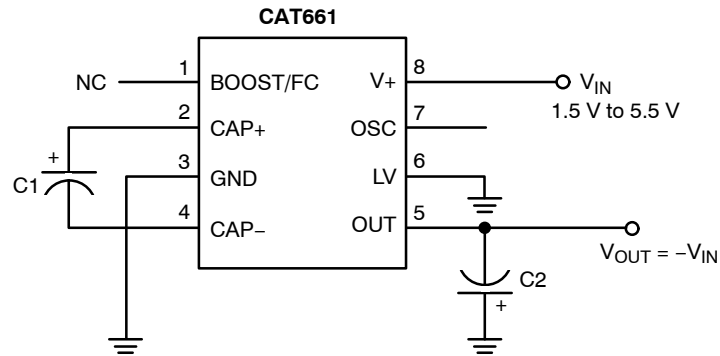 CAT661
NC
1
BOOST/FC
V+
8
V_IN
1.5 V to 5.5 V
2
CAP+
OSC
7
+
C1
3
GND
LV
6
4
CAP−
OUT
5
V_OUT = −V_IN
C2
+